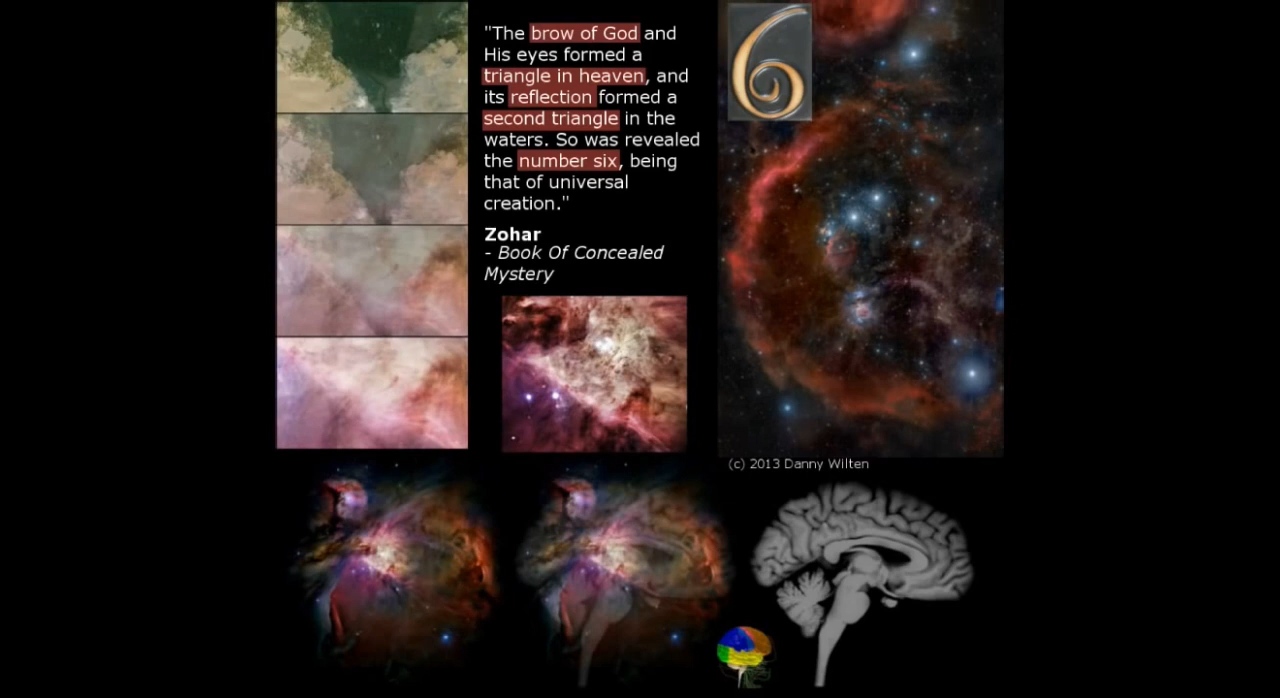 "The brow of God and
His eyes formed a
triangle in heaven, and
its reflection formed a
second triangle in the
waters. So was revealed
the number six, being
that of universal
creation."
Zohar
- Book Of Concealed
Mystery
6
(c) 2013 Danny Wilten